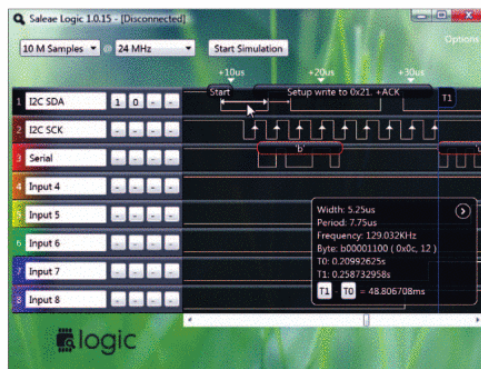 Saleae Logic 1.0.15 - [Disconnected]
10 M Samples @ 24 MHz Start Simulation Options
+10us +20us +30us
1 I2C SDA 1 0 - - Start Setup write to 0x21. +ACK T1
2 I2C SCK
3 Serial - - - - 'b'
4 Input 4 - - - -
5 Input 5 - - - -
6 Input 6 - - - -
7 Input 7 - - - -
8 Input 8 - - - -
Width: 5.25us
Period: 7.75us
Frequency: 129.032KHz
Byte: b00001100 ( 0x0c, 12 )
T0: 0.20992625s
T1: 0.258732958s
T1 - T0 = 48.806708ms
logic